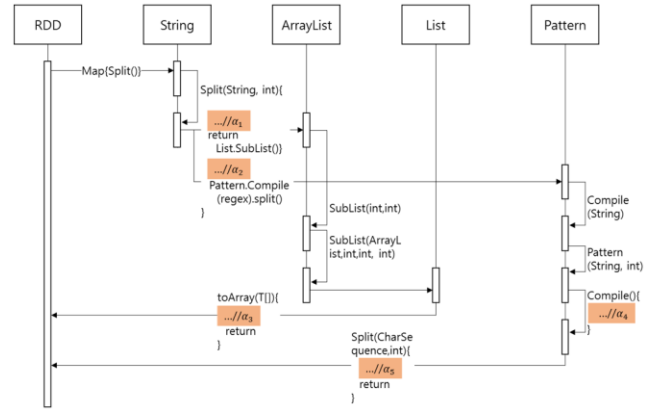 RDD
String
ArrayList
List
Pattern
Map{Split()}
Split(String, int){
...//α₁
return
List.SubList()}
...//α₂
Pattern.Compile
(regex).split()
}
SubList(int,int)
SubList(ArrayL
ist,int,int, int)
Compile
(String)
Pattern
(String, int)
Compile(){
...//α₄
}
toArray(T[]){
...//α₃
return
}
Split(CharSe
quence,int){
...//α₅
return
}